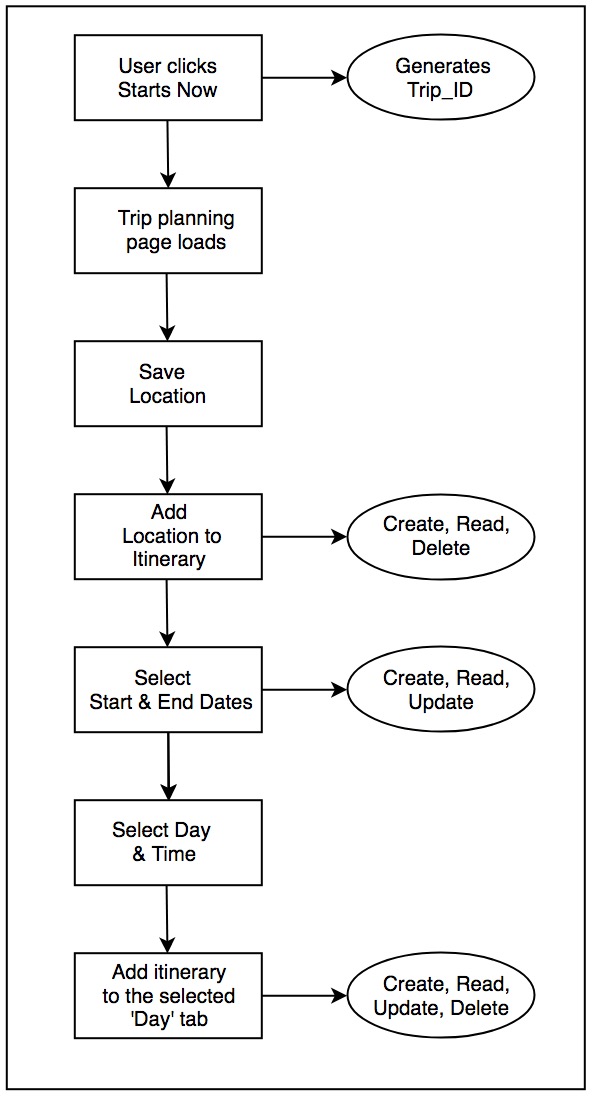 User clicks
Starts Now
Generates
Trip_ID
Trip planning
page loads
Save
Location
Add
Location to
Itinerary
Create, Read,
Delete
Select
Start & End Dates
Create, Read,
Update
Select Day
& Time
Add itinerary
to the selected
'Day' tab
Create, Read,
Update, Delete